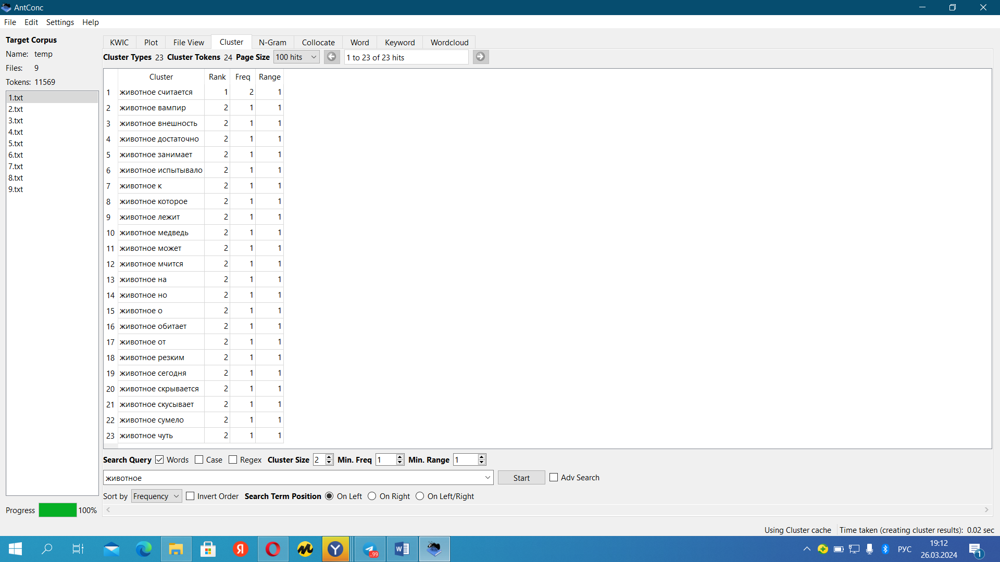 AntConc
File Edit Settings Help
Target Corpus
Name: temp
Files: 9
Tokens: 11569
1.txt
2.txt
3.txt
4.txt
5.txt
6.txt
7.txt
8.txt
9.txt
Progress 100%
KWIC Plot File View Cluster N-Gram Collocate Word Keyword Wordcloud
Cluster Types 23 Cluster Tokens 24 Page Size 100 hits 1 to 23 of 23 hits
Cluster Rank Freq Range
1 животное считается 1 2 1
2 животное вампир 2 1 1
3 животное внешность 2 1 1
4 животное достаточно 2 1 1
5 животное занимает 2 1 1
6 животное испытывало 2 1 1
7 животное к 2 1 1
8 животное которое 2 1 1
9 животное лежит 2 1 1
10 животное медведь 2 1 1
11 животное может 2 1 1
12 животное мчится 2 1 1
13 животное на 2 1 1
14 животное но 2 1 1
15 животное о 2 1 1
16 животное обитает 2 1 1
17 животное от 2 1 1
18 животное резким 2 1 1
19 животное сегодня 2 1 1
20 животное скрывается 2 1 1
21 животное скусывает 2 1 1
22 животное сумело 2 1 1
23 животное чуть 2 1 1
Search Query Words Case Regex Cluster Size 2 Min. Freq 1 Min. Range 1
животное Start Adv Search
Sort by Frequency Invert Order Search Term Position On Left On Right On Left/Right
Using Cluster cache Time taken (creating cluster results): 0.02 sec
Я
..99
РУС
19:12
26.03.2024
1